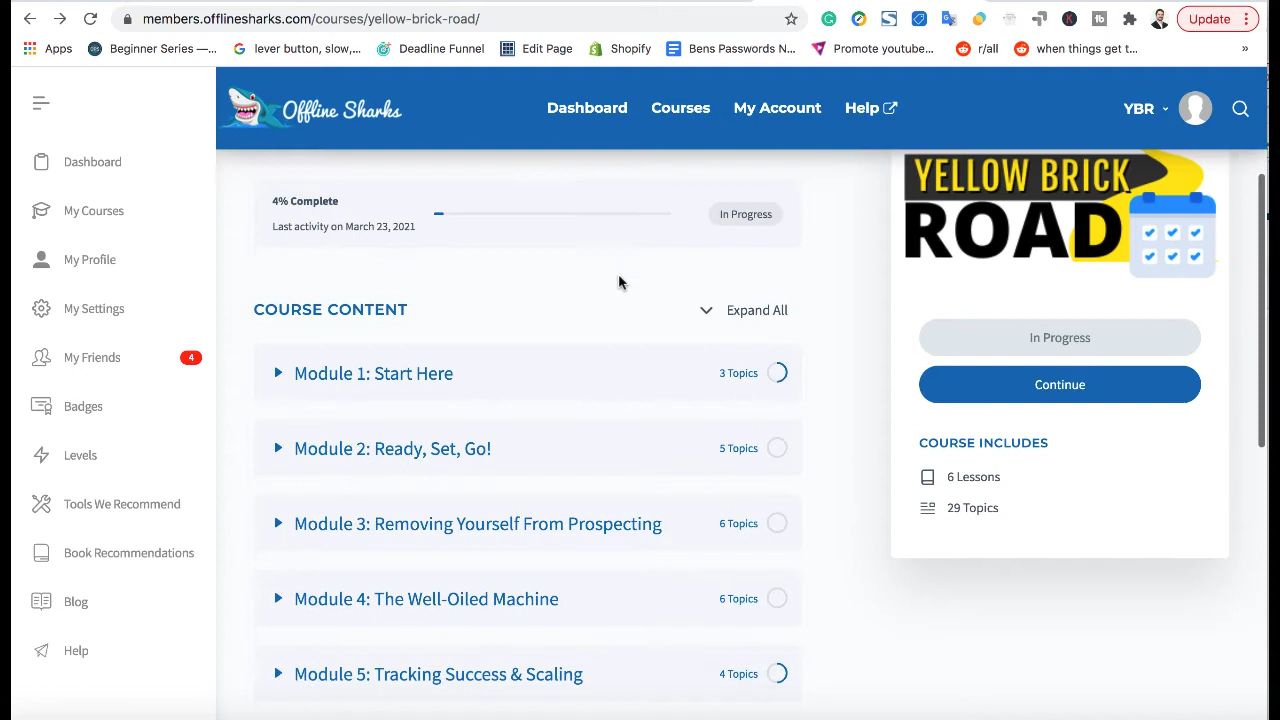 members.offlinesharks.com/courses/yellow-brick-road/
Update
Apps
Beginner Series —...
lever button, slow,...
Deadline Funnel
Edit Page
Shopify
Bens Passwords N...
Promote youtube...
r/all
when things get t...
»
Offline Sharks
Dashboard
Courses
My Account
Help
YBR
Dashboard
My Courses
My Profile
My Settings
My Friends
4
Badges
Levels
Tools We Recommend
Book Recommendations
Blog
Help
4% Complete
Last activity on March 23, 2021
In Progress
COURSE CONTENT
Expand All
Module 1: Start Here
3 Topics
Module 2: Ready, Set, Go!
5 Topics
Module 3: Removing Yourself From Prospecting
6 Topics
Module 4: The Well-Oiled Machine
6 Topics
Module 5: Tracking Success & Scaling
4 Topics
YELLOW BRICK
ROAD
In Progress
Continue
COURSE INCLUDES
6 Lessons
29 Topics